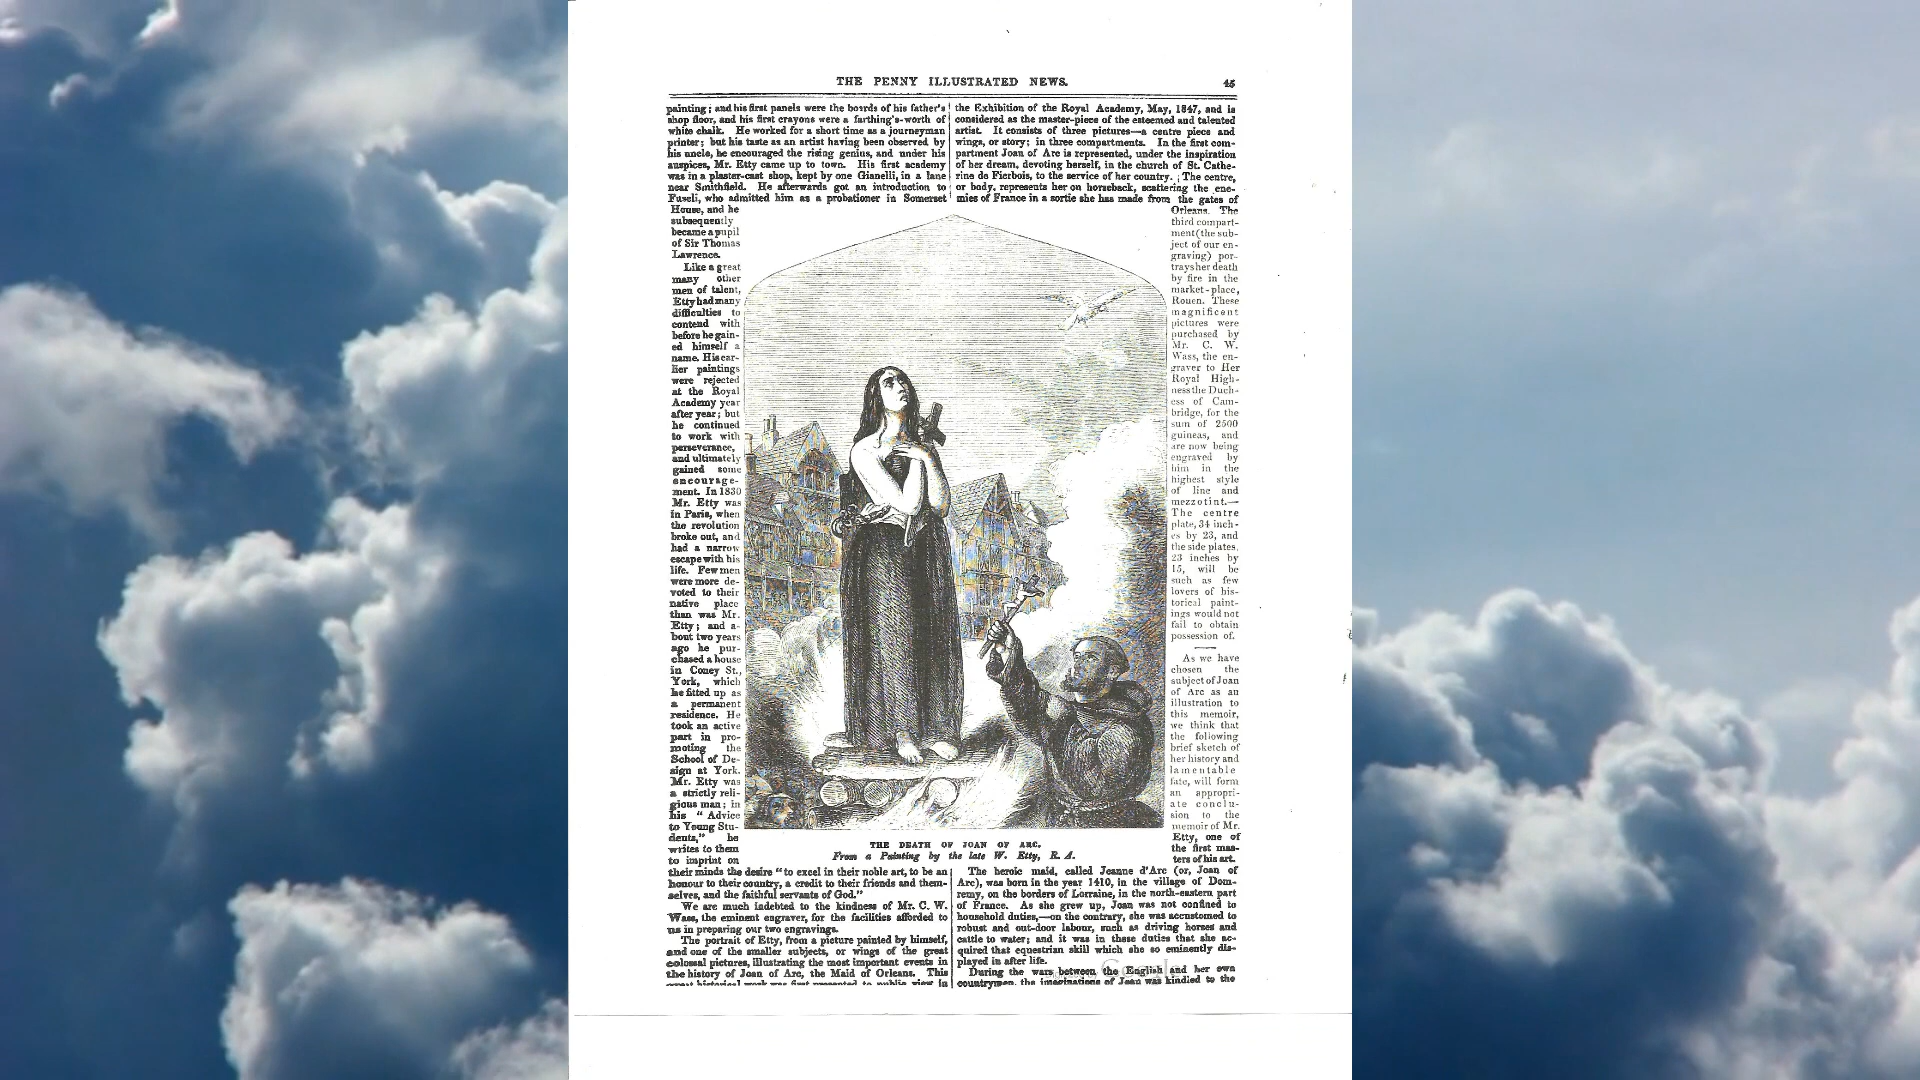 THE PENNY ILLUSTRATED NEWS.
45
painting; and his first panels were the boards of his father's
shop floor, and his first crayons were a farthing's-worth of
white chalk. He worked for a short time as a journeyman
printer; but his taste as an artist having been observed by
his uncle, he encouraged the rising genius, and under his
auspices, Mr. Etty came up to town. His first academy
was in a plaster-cast shop, kept by one Gianelli, in a lane
near Smithfield. He afterwards got an introduction to
Fuseli, who admitted him as a probationer in Somerset
House, and he
subsequently
became a pupil
of Sir Thomas
Lawrence.
Like a great
many other
men of talent,
Etty had many
difficulties to
contend with
before he gain-
ed himself a
name. His ear-
lier paintings
were rejected
at the Royal
Academy year
after year; but
he continued
to work with
perseverance,
and ultimately
gained some
encourage-
ment. In 1830
Mr. Etty was
in Paris, when
the revolution
broke out, and
had a narrow
escape with his
life. Few men
were more de-
voted to their
native place
than was Mr.
Etty; and a-
bout two years
ago he pur-
chased a house
in Coney St.,
York, which
he fitted up as
a permanent
residence. He
took an active
part in pro-
moting the
School of De-
sign at York.
Mr. Etty was
a strictly reli-
gious man; in
his "Advice
to Young Stu-
dents," he
writes to them
to imprint on
their minds the desire "to excel in their noble art, to be an
honour to their country, a credit to their friends and them-
selves, and the faithful servants of God."
We are much indebted to the kindness of Mr. C. W.
Wass, the eminent engraver, for the facilities afforded to
us in preparing our two engravings.
The portrait of Etty, from a picture painted by himself,
and one of the smaller subjects, or wings of the great
colossal pictures, illustrating the most important events in
the history of Joan of Arc, the Maid of Orleans. This
great historical work was first presented to public view in
the Exhibition of the Royal Academy, May, 1847, and is
considered as the master-piece of the esteemed and talented
artist. It consists of three pictures—a centre piece and
wings, or story; in three compartments. In the first com-
partment Joan of Arc is represented, under the inspiration
of her dream, devoting herself, in the church of St. Cathe-
rine de Fierbois, to the service of her country. The centre,
or body, represents her on horseback, scattering the ene-
mies of France in a sortie she has made from the gates of
Orleans. The
third compart-
ment (the sub-
ject of our en-
graving) por-
trays her death
by fire in the
market-place,
Rouen. These
magnificent
pictures were
purchased by
Mr. C. W.
Wass, the en-
graver to Her
Royal High-
ness the Duch-
ess of Cam-
bridge, for the
sum of 2500
guineas, and
are now being
engraved by
him in the
highest style
of line and
mezzotint.—
The centre
plate, 34 inch-
es by 23, and
the side plates,
23 inches by
15, will be
such as few
lovers of his-
torical paint-
ings would not
fail to obtain
possession of.
As we have
chosen the
subject of Joan
of Arc as an
illustration to
this memoir,
we think that
the following
brief sketch of
her history and
lamentable
fate, will form
an appropri-
ate conclu-
sion to the
memoir of Mr.
Etty, one of
the first mas-
ters of his art.
THE DEATH OF JOAN OF ARC.
From a Painting by the late W. Etty, R. A.
The heroic maid, called Jeanne d'Arc (or, Joan of
Arc), was born in the year 1410, in the village of Dom-
remy, on the borders of Lorraine, in the north-eastern part
of France. As she grew up, Joan was not confined to
household duties,—on the contrary, she was accustomed to
robust and out-door labour, such as driving horses and
cattle to water; and it was in these duties that she ac-
quired that equestrian skill which she so eminently dis-
played in after life.
During the wars between the English and her own
countrymen, the imaginations of Joan was kindled to the